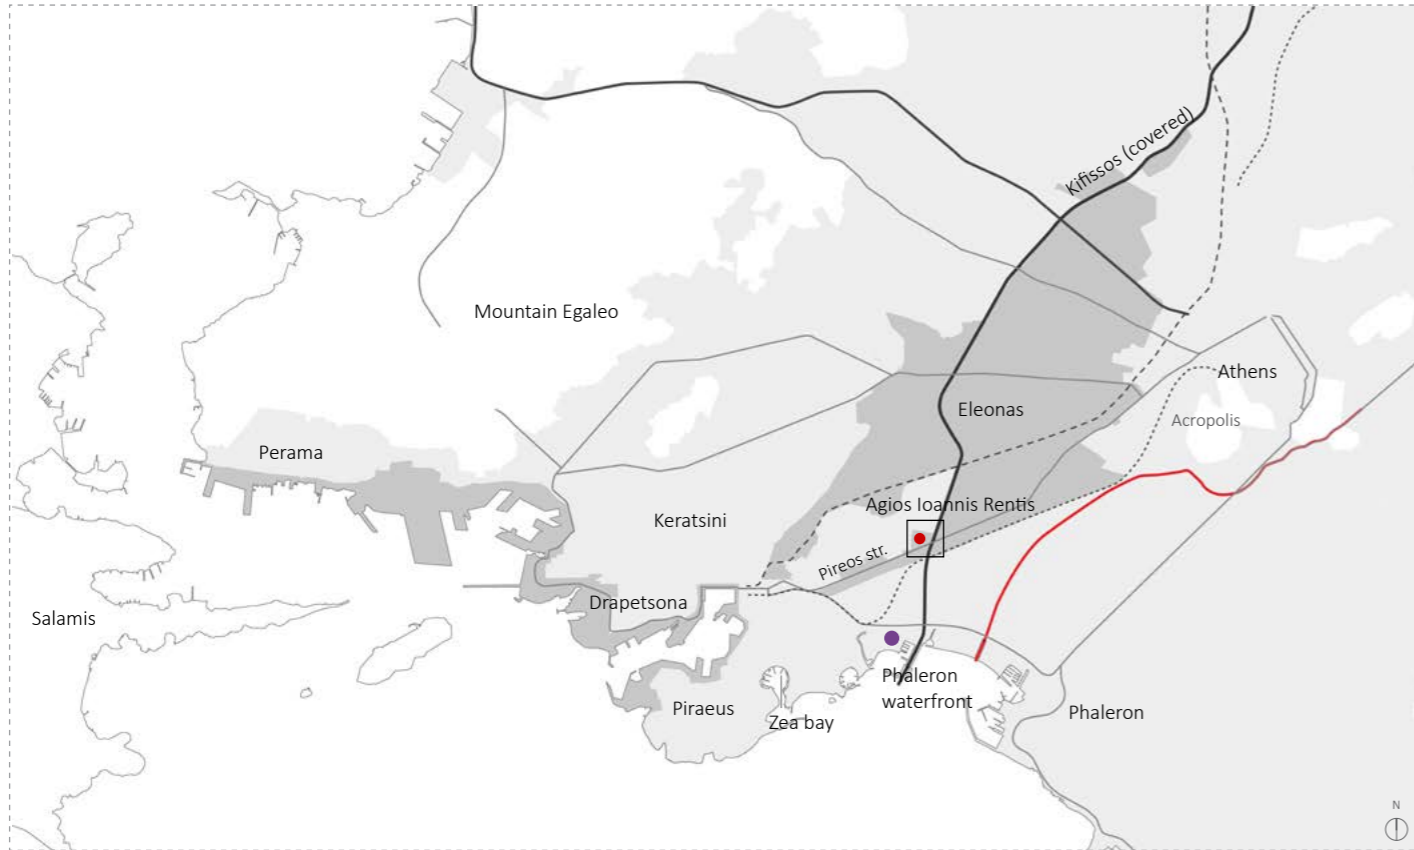 Kifissos (covered)
Mountain Egaleo
Athens
Eleonas
Acropolis
Perama
Agios Ioannis Rentis
Keratsini
Pireos str.
Drapetsona
Salamis
Phaleron
waterfront
Piraeus
Zea bay
Phaleron
N